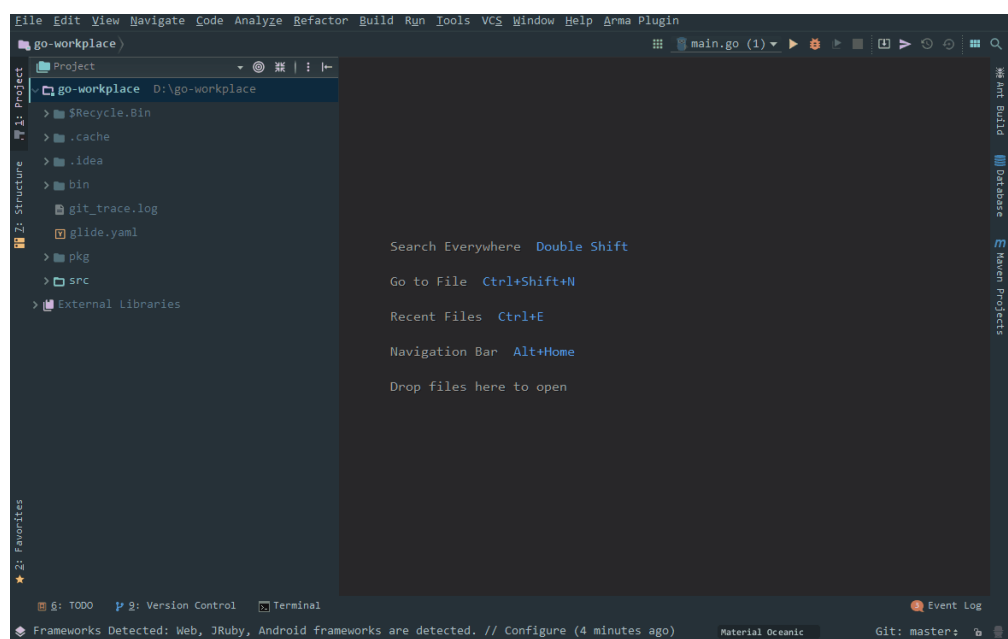 File Edit View Navigate Code Analyze Refactor Build Run Tools VCS Window Help Arma Plugin
go-workplace
main.go (1)
Project
1: Project
go-workplace D:\go-workplace
$Recycle.Bin
.cache
.idea
bin
git_trace.log
glide.yaml
pkg
src
External Libraries
Z: Structure
2: Favorites
Search Everywhere Double Shift
Go to File Ctrl+Shift+N
Recent Files Ctrl+E
Navigation Bar Alt+Home
Drop files here to open
Ant Build
Database
m Maven Projects
6: TODO
9: Version Control
Terminal
3 Event Log
Frameworks Detected: Web, JRuby, Android frameworks are detected. // Configure (4 minutes ago)
Material Oceanic
Git: master